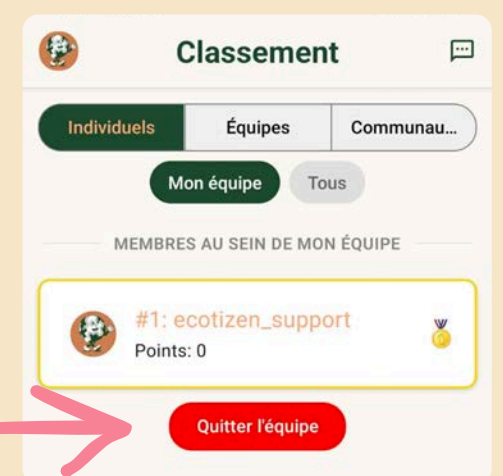 Classement
Individuels Équipes Communau...
Mon équipe Tous
MEMBRES AU SEIN DE MON ÉQUIPE
#1: ecotizen_support
Points: 0
Quitter l'équipe